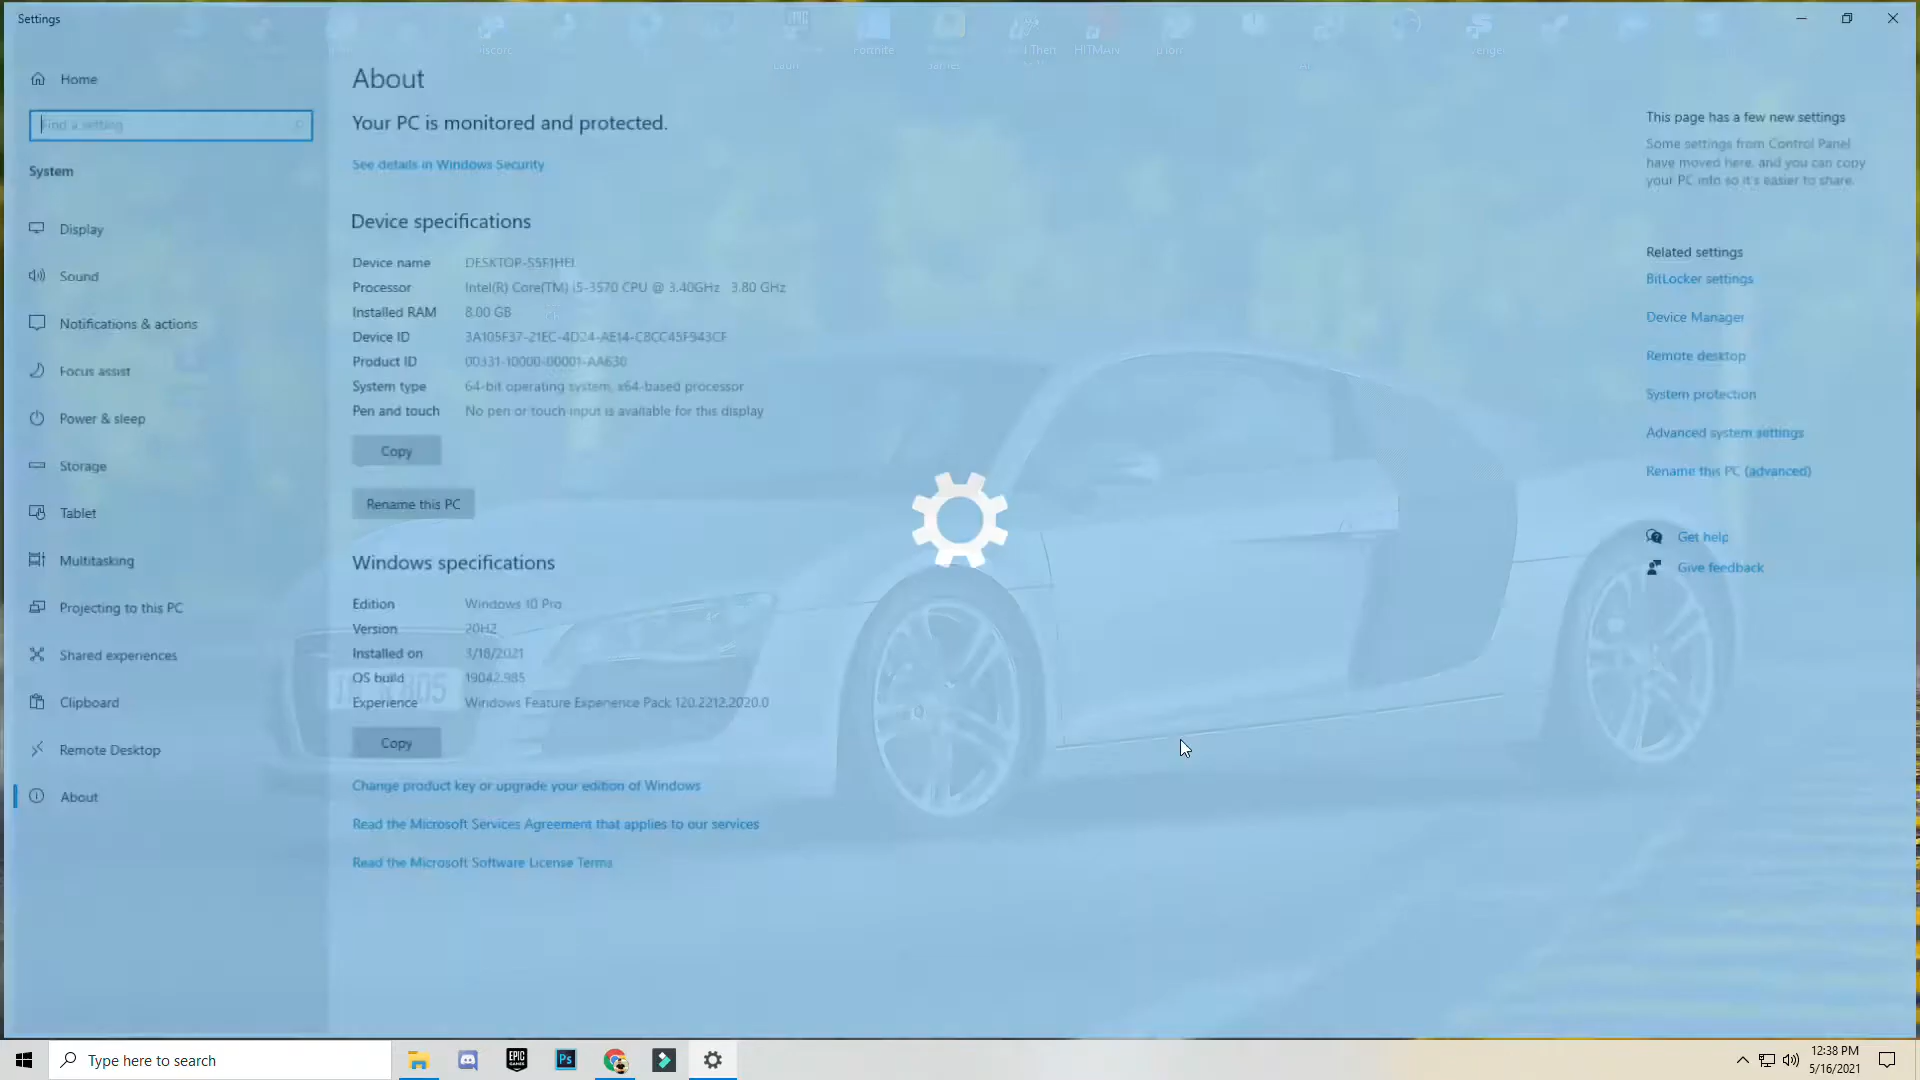 Settings
Home
Find a setting
System
Display
Sound
Notifications & actions
Focus assist
Power & sleep
Storage
Tablet
Multitasking
Projecting to this PC
Shared experiences
Clipboard
Remote Desktop
About
About
Your PC is monitored and protected.
See details in Windows Security
Device specifications
Device name DESKTOP-S5F1HEL
Processor Intel(R) Core(TM) i5-3570 CPU @ 3.40GHz 3.80 GHz
Installed RAM 8.00 GB
Device ID 3A105F37-21EC-4D24-AE14-C8CC45F943CF
Product ID 00331-10000-00001-AA630
System type 64-bit operating system, x64-based processor
Pen and touch No pen or touch input is available for this display
Copy
Rename this PC
Windows specifications
Edition Windows 10 Pro
Version 20H2
Installed on 3/18/2021
OS build 19042.985
Experience Windows Feature Experience Pack 120.2212.2020.0
Copy
Change product key or upgrade your edition of Windows
Read the Microsoft Services Agreement that applies to our services
Read the Microsoft Software License Terms
This page has a few new settings
Some settings from Control Panel
have moved here, and you can copy
your PC info so it's easier to share.
Related settings
BitLocker settings
Device Manager
Remote desktop
System protection
Advanced system settings
Rename this PC (advanced)
Get help
Give feedback
Fortnite
HITMAN
EPIC
Type here to search
EPIC
GAMES
Ps
12:38 PM
5/16/2021